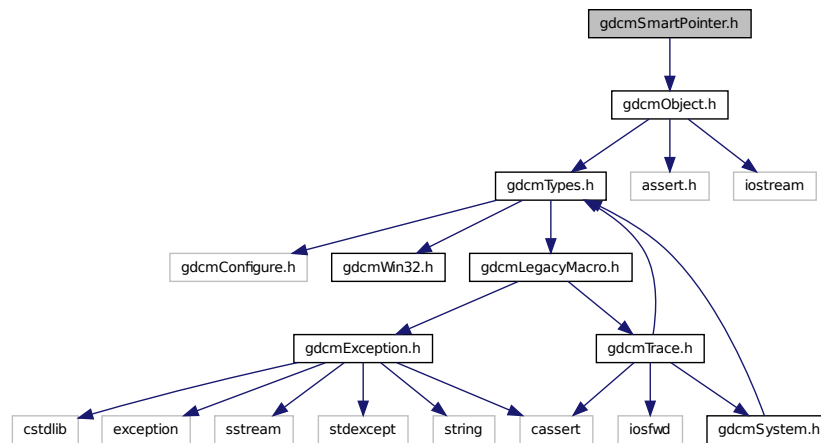 gdcmSmartPointer.h
gdcmObject.h
gdcmTypes.h
assert.h
iostream
gdcmConfigure.h
gdcmWin32.h
gdcmLegacyMacro.h
gdcmException.h
gdcmTrace.h
cstdlib
exception
sstream
stdexcept
string
cassert
iosfwd
gdcmSystem.h